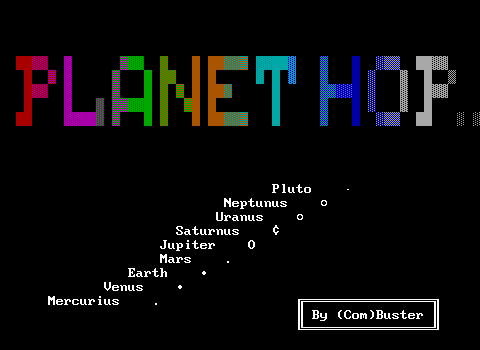 PLANET HOP..
Pluto
Neptunus
Uranus
Saturnus
Jupiter
Mars
Earth
Venus
Mercurius
By (Com)Buster